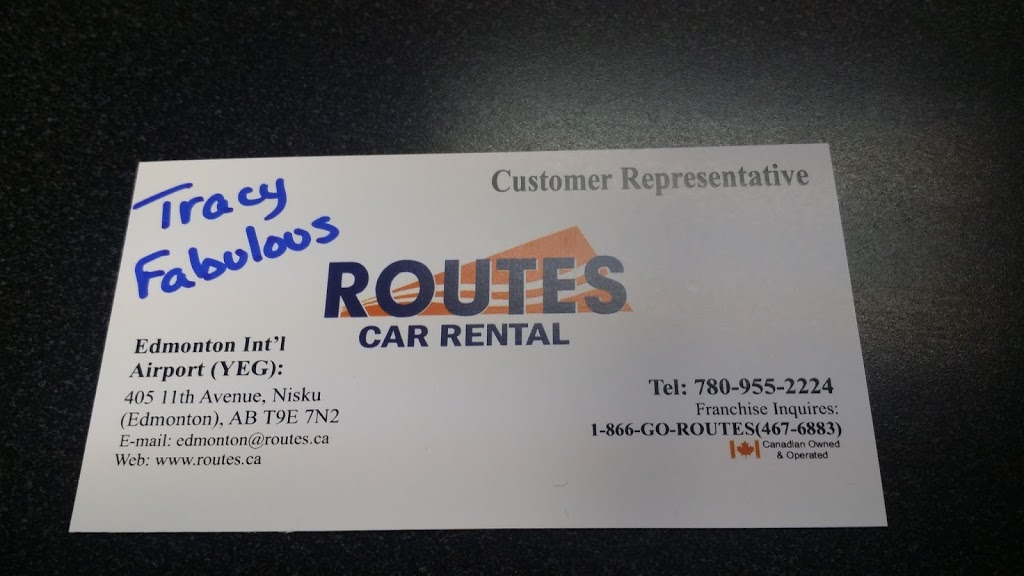 Tracy
Fabulous
Customer Representative
ROUTES
CAR RENTAL
Edmonton Int'l
Airport (YEG):
405 11th Avenue, Nisku
(Edmonton), AB T9E 7N2
E-mail: edmonton@routes.ca
Web: www.routes.ca
Tel: 780-955-2224
Franchise Inquires:
1-866-GO-ROUTES(467-6883)
Canadian Owned
& Operated